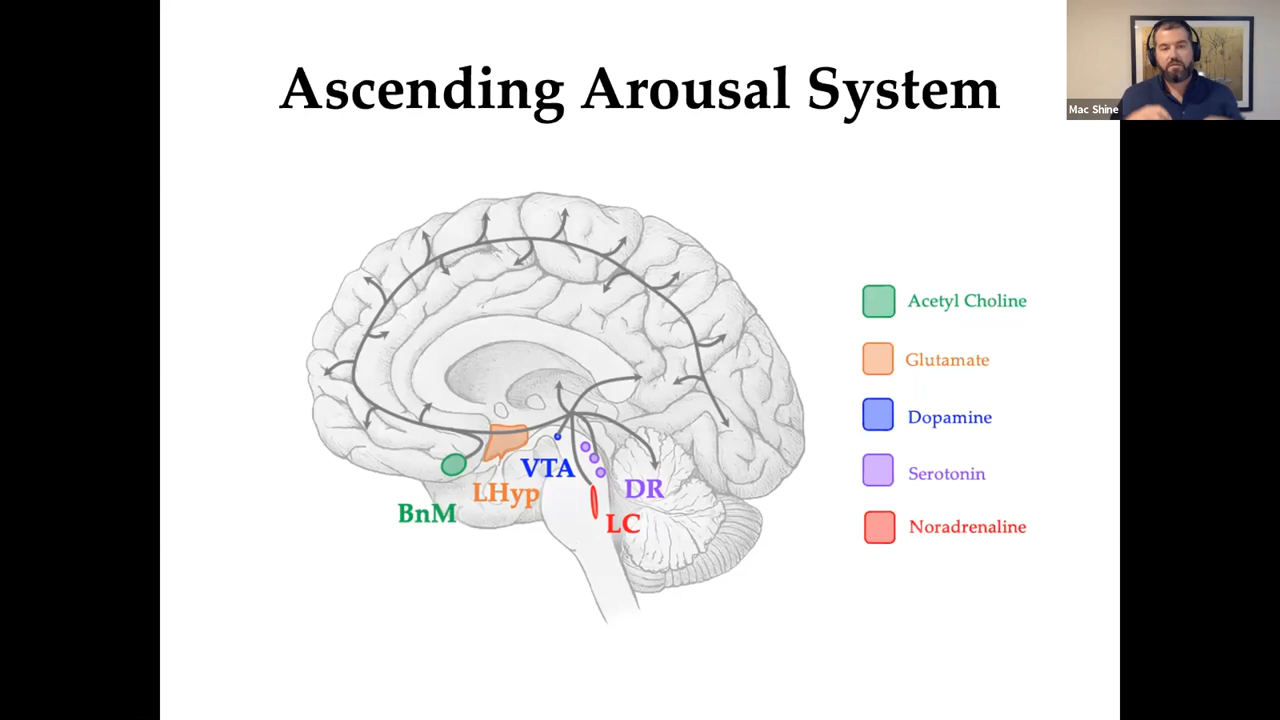 Ascending Arousal System
Mac Shine
Acetyl Choline
Glutamate
Dopamine
Serotonin
Noradrenaline
VTA
LHyp
DR
BnM
LC